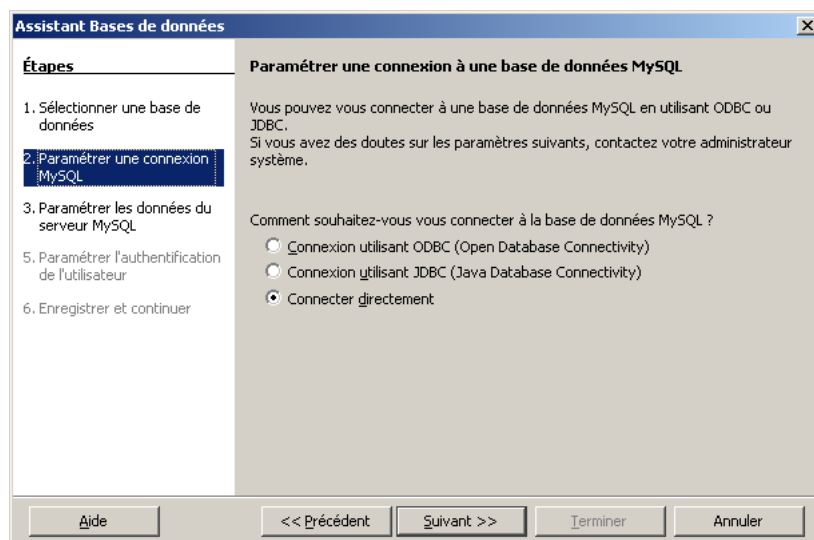 Assistant Bases de données
Étapes
1. Sélectionner une base de
données
2. Paramétrer une connexion
MySQL
3. Paramétrer les données du
serveur MySQL
5. Paramétrer l'authentification
de l'utilisateur
6. Enregistrer et continuer
Paramétrer une connexion à une base de données MySQL
Vous pouvez vous connecter à une base de données MySQL en utilisant ODBC ou
JDBC.
Si vous avez des doutes sur les paramètres suivants, contactez votre administrateur
système.
Comment souhaitez-vous vous connecter à la base de données MySQL ?
Connexion utilisant ODBC (Open Database Connectivity)
Connexion utilisant JDBC (Java Database Connectivity)
Connecter directement
Aide
<< Précédent
Suivant >>
Terminer
Annuler